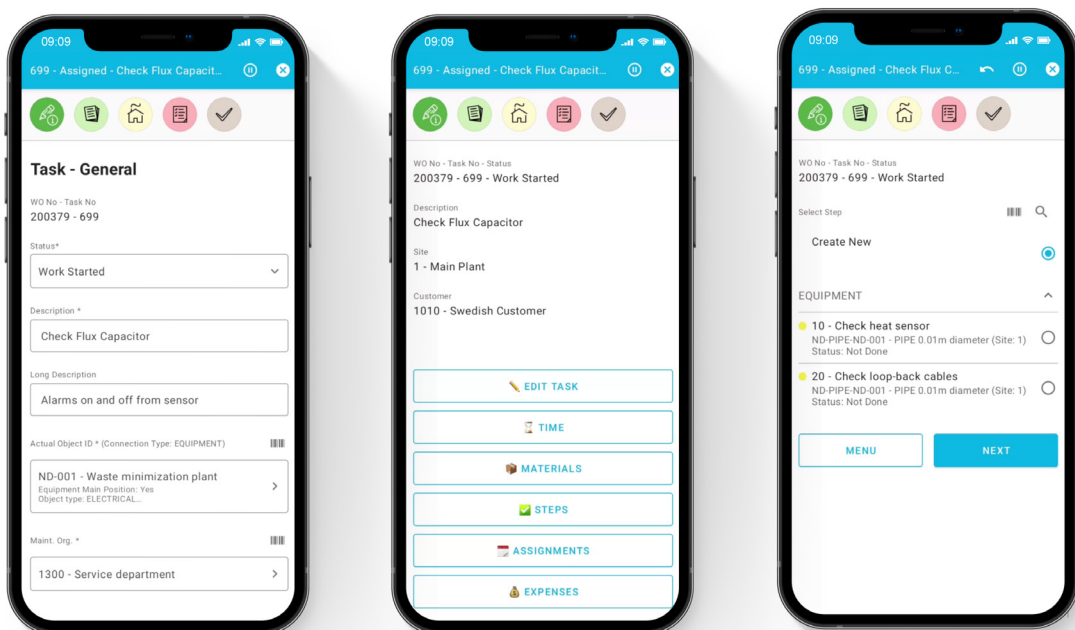 09:09
699 - Assigned - Check Flux Capacit...
Task - General
WO No - Task No
200379 - 699
Status*
Work Started
Description *
Check Flux Capacitor
Long Description
Alarms on and off from sensor
Actual Object ID * (Connection Type: EQUIPMENT)
ND-001 - Waste minimization plant
Equipment Main Position: Yes
Object type: ELECTRICAL...
Maint. Org. *
1300 - Service department
09:09
699 - Assigned - Check Flux Capacit...
WO No - Task No - Status
200379 - 699 - Work Started
Description
Check Flux Capacitor
Site
1 - Main Plant
Customer
1010 - Swedish Customer
EDIT TASK
TIME
MATERIALS
STEPS
ASSIGNMENTS
EXPENSES
09:09
699 - Assigned - Check Flux C...
WO No - Task No - Status
200379 - 699 - Work Started
Select Step
Create New
EQUIPMENT
10 - Check heat sensor
ND-PIPE-ND-001 - PIPE 0.01m diameter (Site: 1)
Status: Not Done
20 - Check loop-back cables
ND-PIPE-ND-001 - PIPE 0.01m diameter (Site: 1)
Status: Not Done
MENU
NEXT